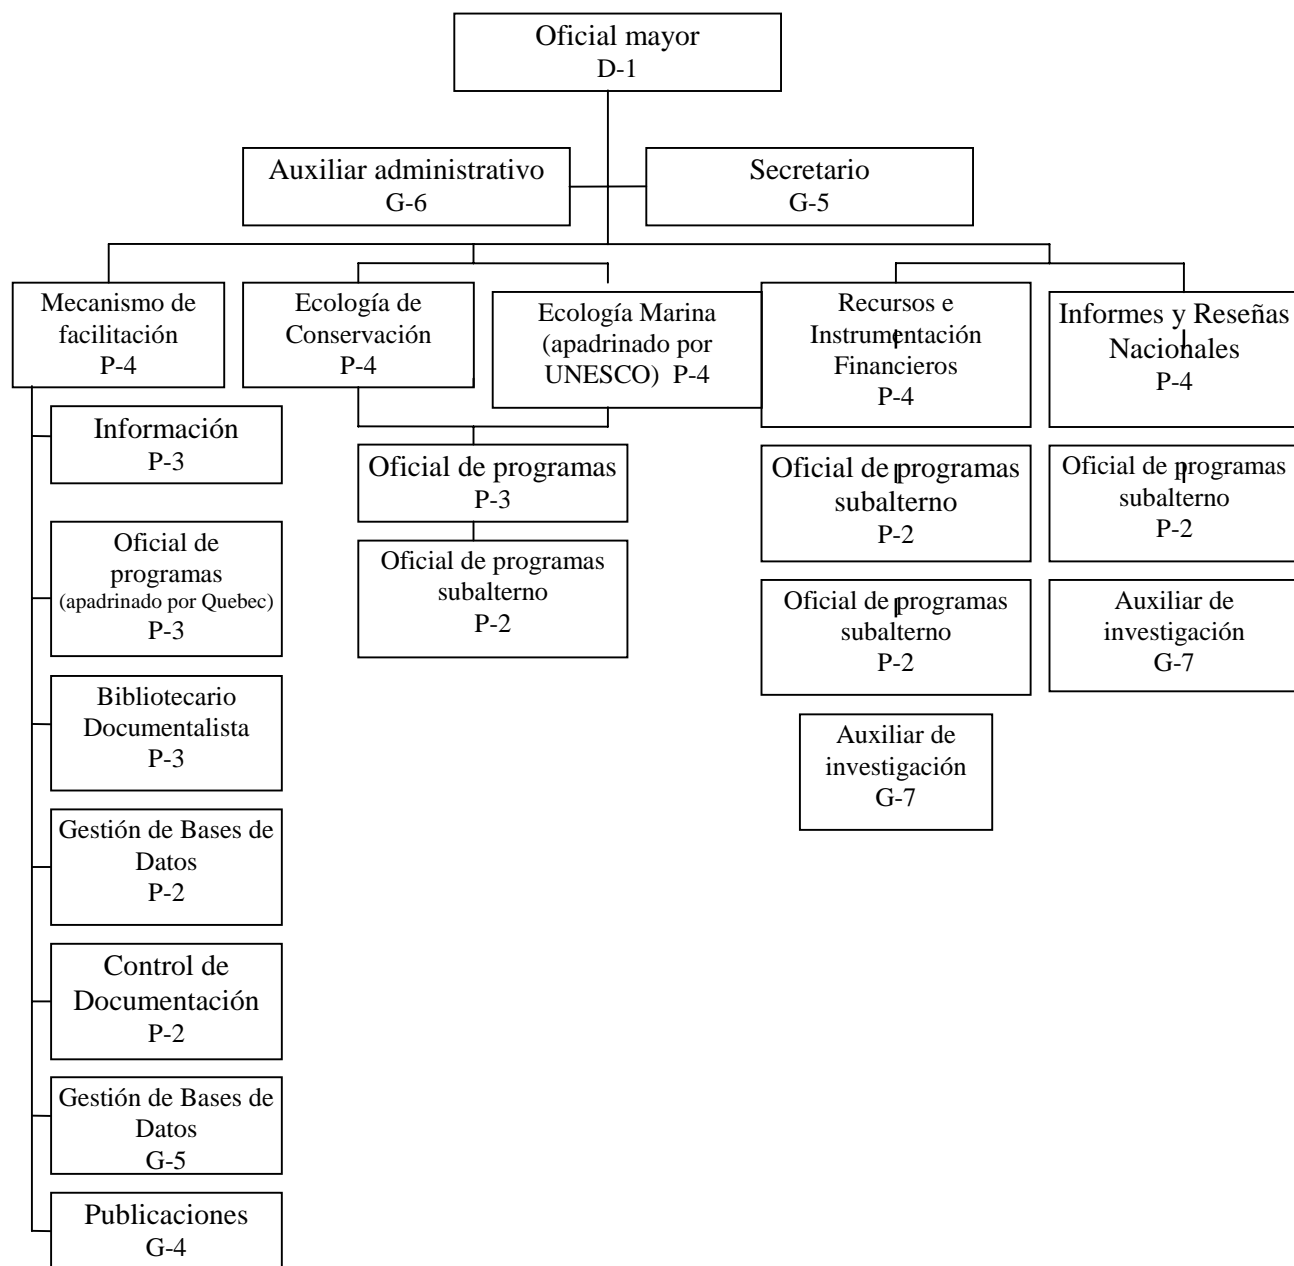 Oficial mayor
D-1
Auxiliar administrativo
G-6
Secretario
G-5
Mecanismo de
facilitación
P-4
Ecología de
Conservación
P-4
Ecología Marina
(apadrinado por
UNESCO) P-4
Recursos e
Instrumentación
Financieros
P-4
Informes y Reseñas
Nacionales
P-4
Información
P-3
Oficial de
programas
(apadrinado por Quebec)
P-3
Bibliotecario
Documentalista
P-3
Gestión de Bases de
Datos
P-2
Control de
Documentación
P-2
Gestión de Bases de
Datos
G-5
Publicaciones
G-4
Oficial de programas
P-3
Oficial de programas
subalterno
P-2
Oficial de programas
subalterno
P-2
Oficial de programas
subalterno
P-2
Auxiliar de
investigación
G-7
Oficial de programas
subalterno
P-2
Auxiliar de
investigación
G-7